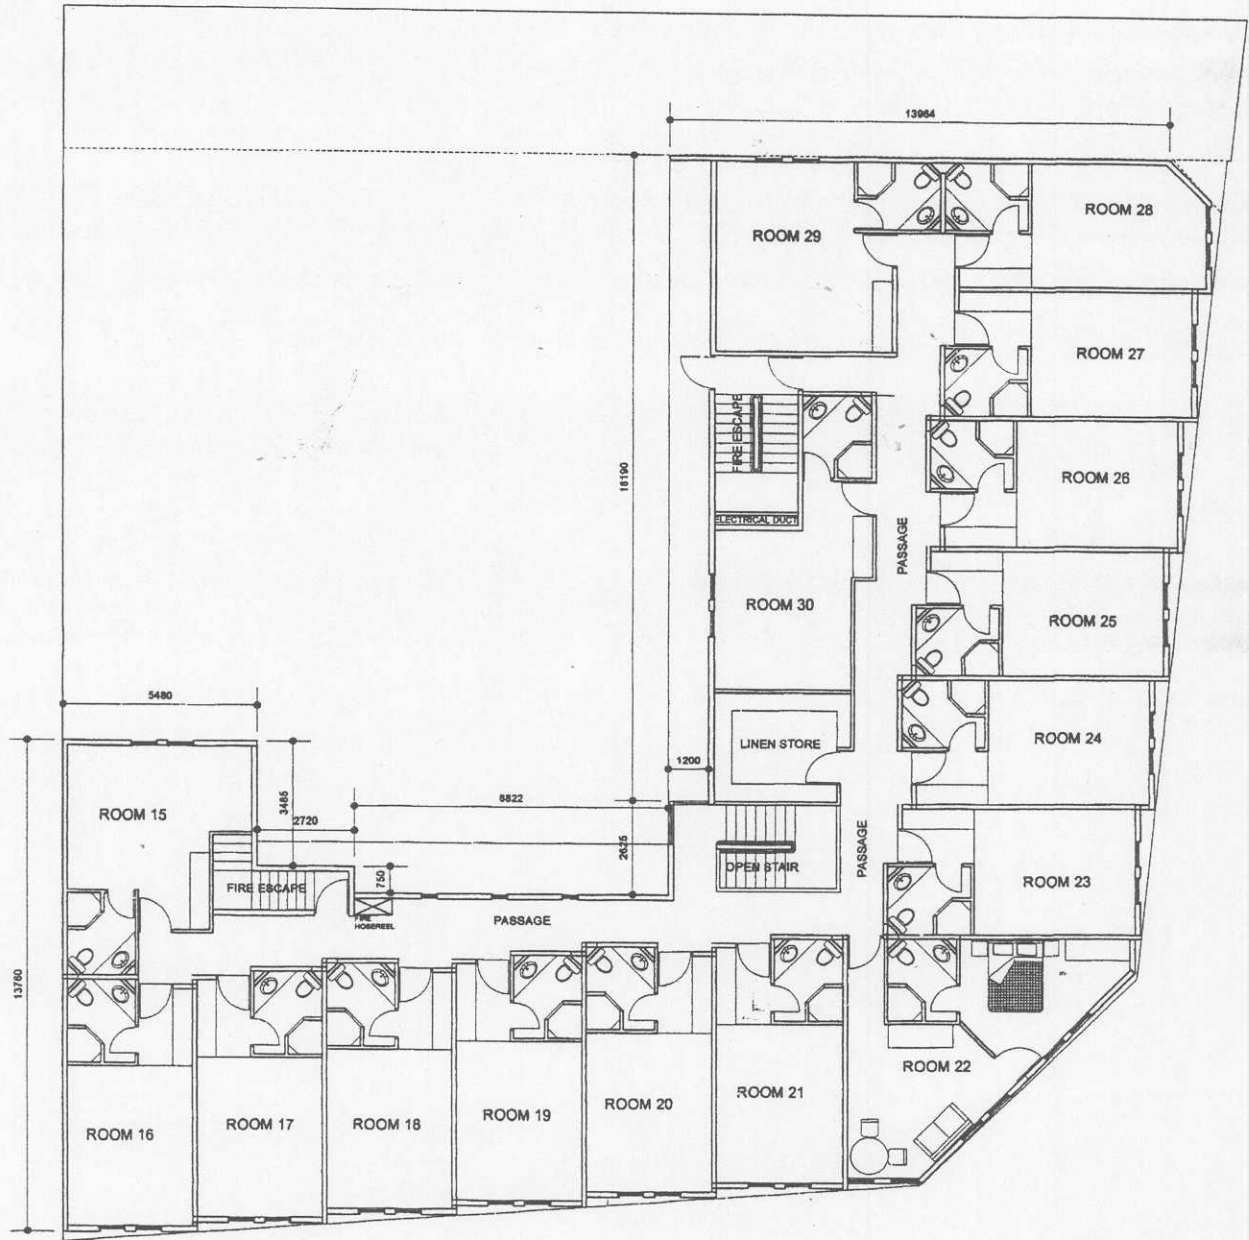 13964
ROOM 28
ROOM 29
ROOM 27
FIRE ESCAPE
ROOM 26
16190
ELECTRICAL DUCT
PASSAGE
ROOM 30
ROOM 25
5480
ROOM 24
LINEN STORE
1200
3485
ROOM 15
8822
2720
2625
PASSAGE
OPEN STAIR
750
ROOM 23
FIRE ESCAPE
FIRE
HOSEREEL
PASSAGE
13760
ROOM 22
ROOM 21
ROOM 20
ROOM 19
ROOM 18
ROOM 17
ROOM 16